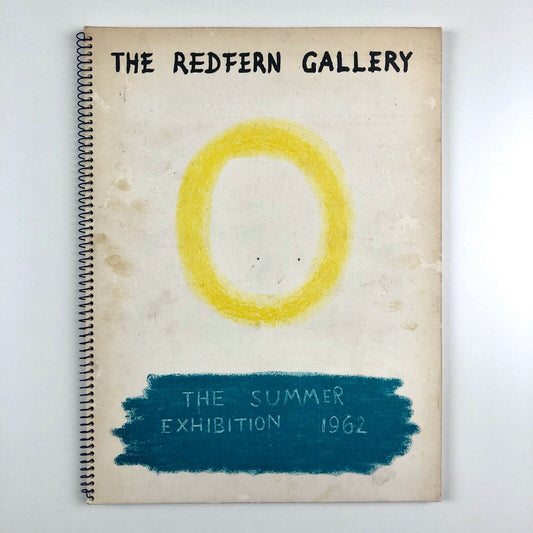 THE REDFERN GALLERY
THE SUMMER
EXHIBITION 1962